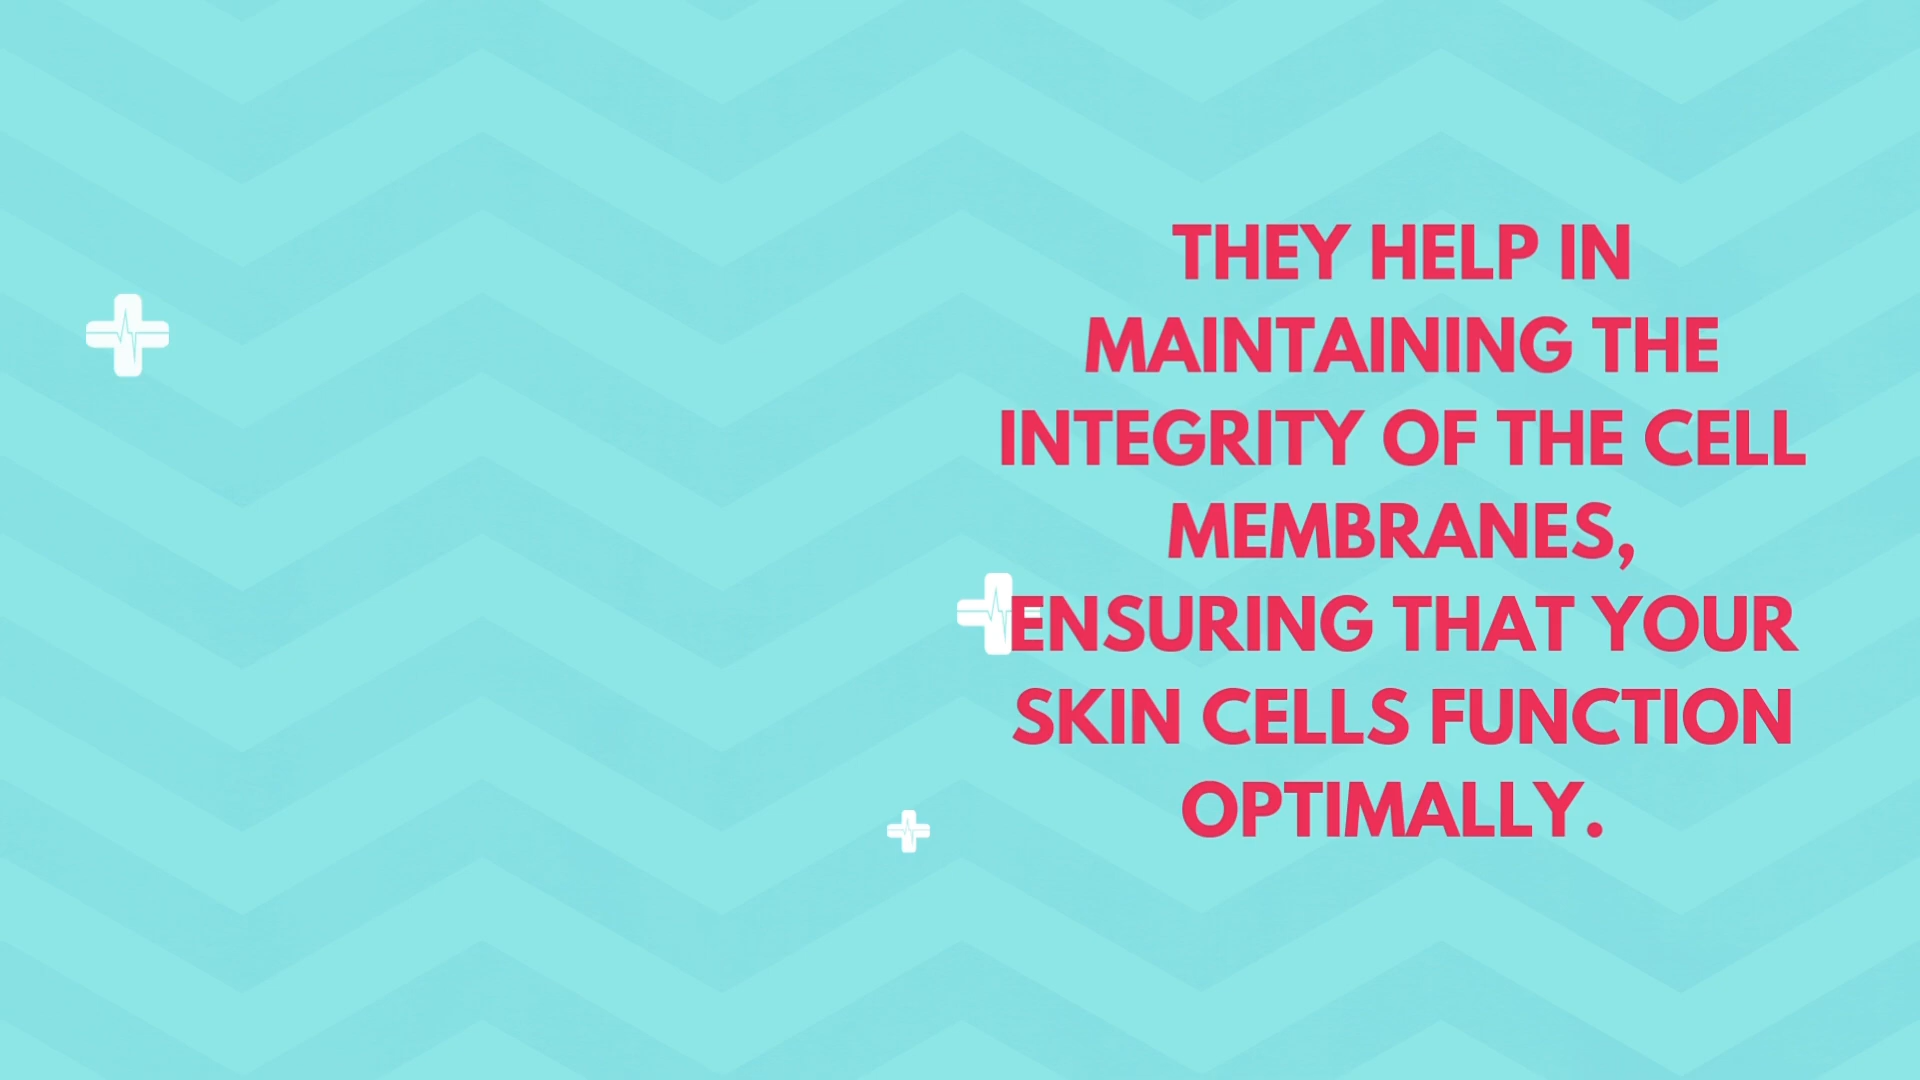 THEY HELP IN
MAINTAINING THE
INTEGRITY OF THE CELL
MEMBRANES,
ENSURING THAT YOUR
SKIN CELLS FUNCTION
OPTIMALLY.